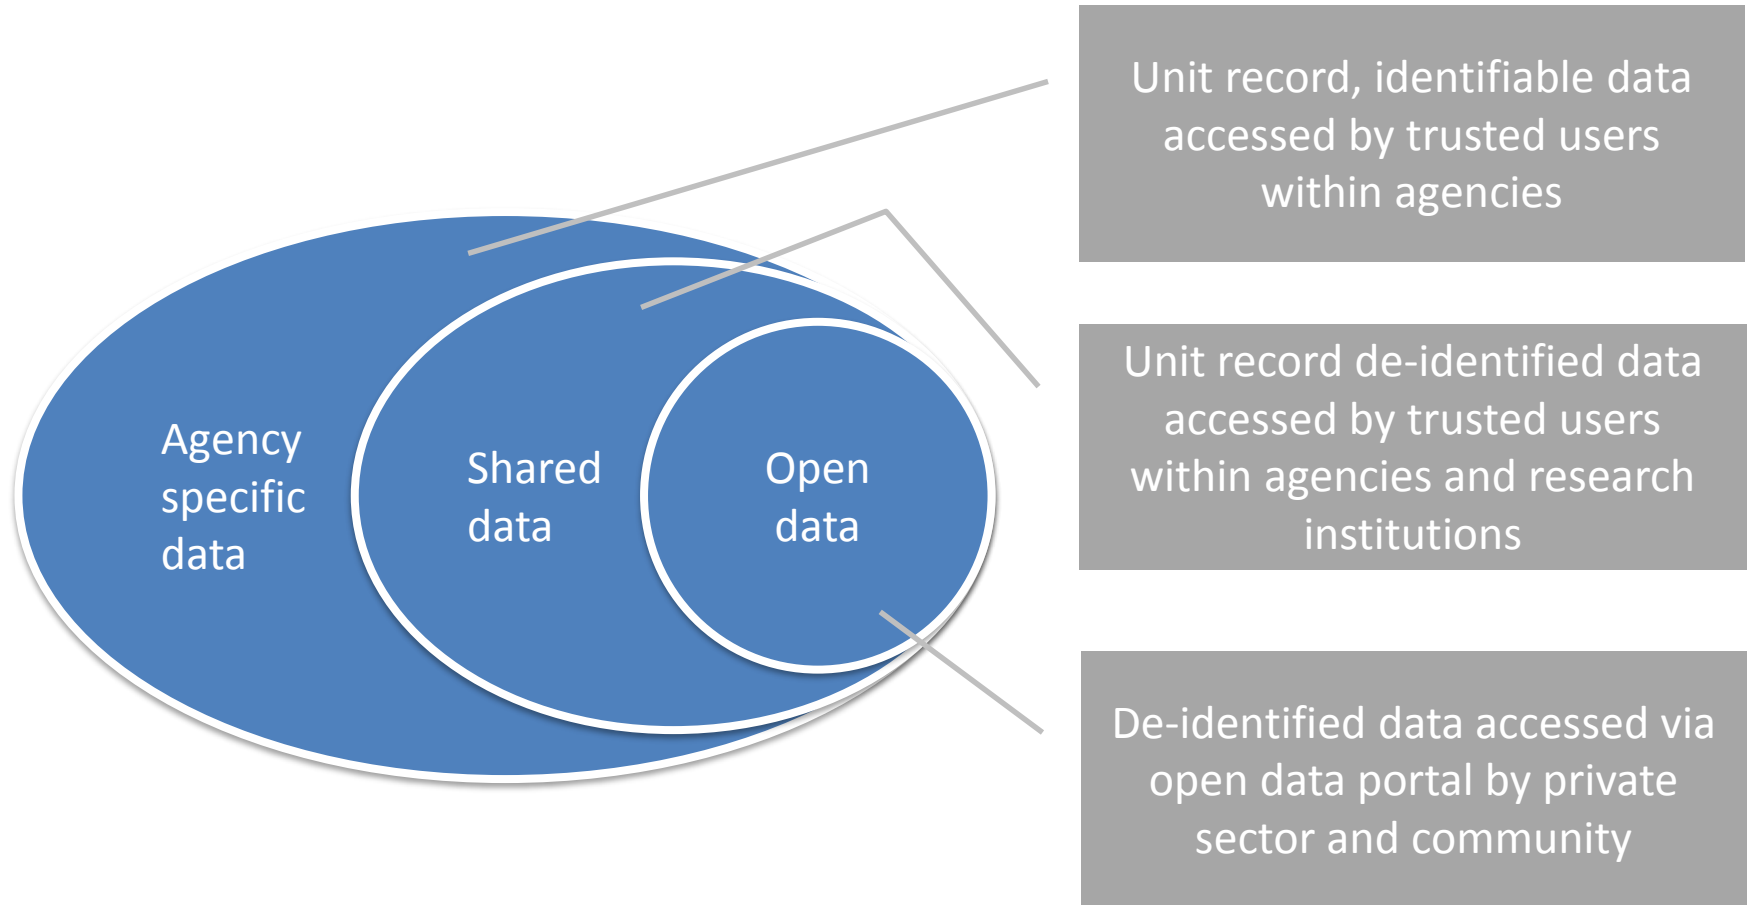 Unit record, identifiable data
accessed by trusted users
within agencies
Agency
specific
data
Shared
data
Open
data
Unit record de-identified data
accessed by trusted users
within agencies and research
institutions
De-identified data accessed via
open data portal by private
sector and community